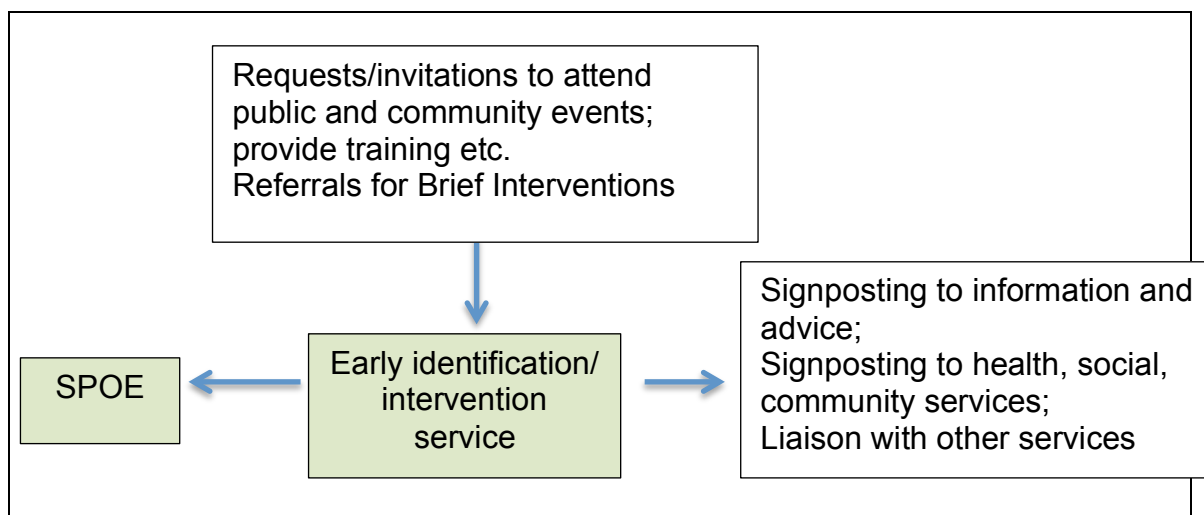 Requests/invitations to attend
public and community events;
provide training etc.
Referrals for Brief Interventions
Signposting to information and
advice;
Signposting to health, social,
community services;
Liaison with other services
Early identification/
intervention
service
SPOE